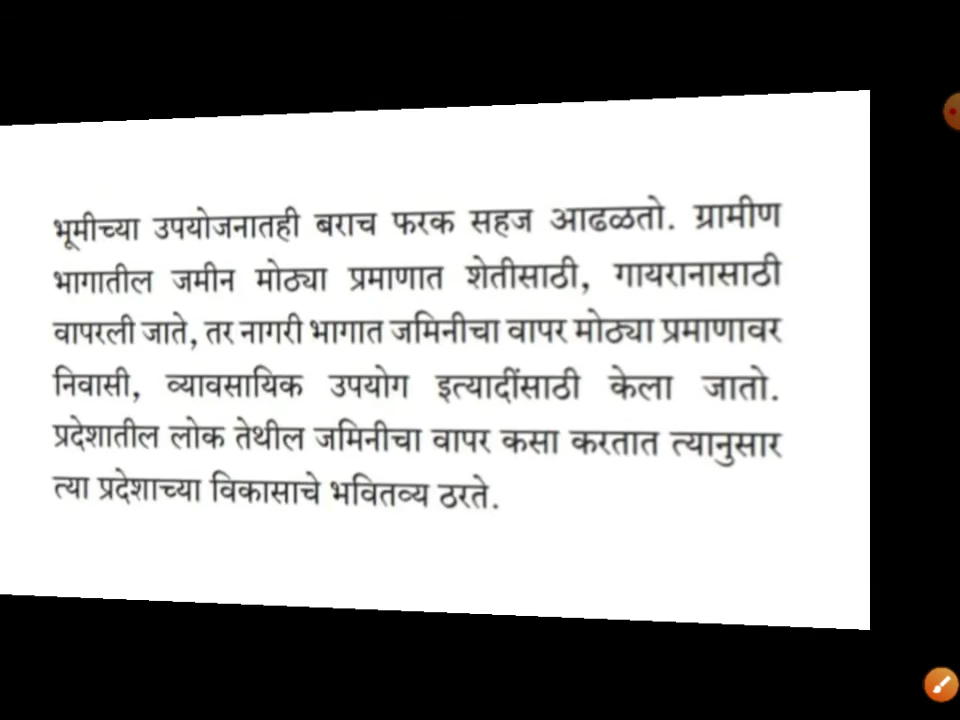 भूमीच्या उपयोजनातही बराच फरक सहज आढळतो. ग्रामीण
भागातील जमीन मोठ्या प्रमाणात शेतीसाठी, गायरानासाठी
वापरली जाते, तर नागरी भागात जमिनीचा वापर मोठ्या प्रमाणावर
निवासी, व्यावसायिक उपयोग इत्यादींसाठी केला जातो.
प्रदेशातील लोक तेथील जमिनीचा वापर कसा करतात त्यानुसार
त्या प्रदेशाच्या विकासाचे भवितव्य ठरते.